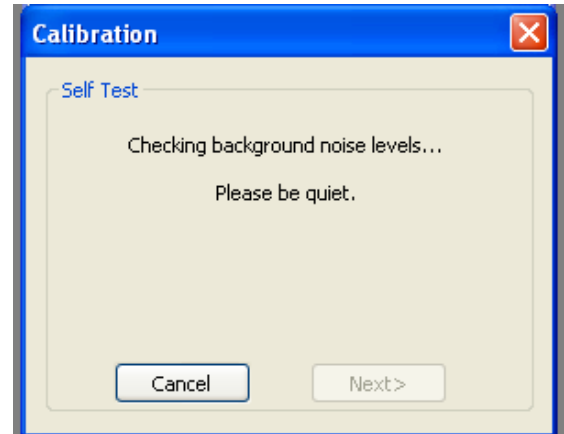 Calibration
Self Test
Checking background noise levels...
Please be quiet.
Cancel
Next>